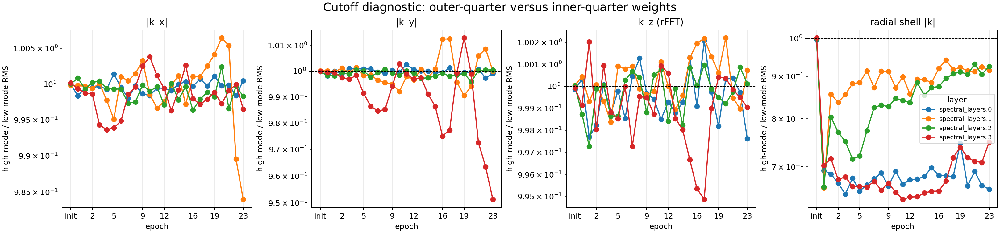 Cutoff diagnostic: outer-quarter versus inner-quarter weights
|k_x|
high-mode / low-mode RMS
1.005 × 10⁰
10⁰
9.95 × 10⁻¹
9.9 × 10⁻¹
9.85 × 10⁻¹
init 2 5 9 12 16 19 23
epoch
|k_y|
high-mode / low-mode RMS
1.01 × 10⁰
10⁰
9.9 × 10⁻¹
9.8 × 10⁻¹
9.7 × 10⁻¹
9.6 × 10⁻¹
9.5 × 10⁻¹
init 2 5 9 12 16 19 23
epoch
k_z (rFFT)
high-mode / low-mode RMS
1.002 × 10⁰
1.001 × 10⁰
10⁰
9.99 × 10⁻¹
9.98 × 10⁻¹
9.97 × 10⁻¹
9.96 × 10⁻¹
9.95 × 10⁻¹
init 2 5 9 12 16 19 23
epoch
radial shell |k|
high-mode / low-mode RMS
10⁰
9 × 10⁻¹
8 × 10⁻¹
7 × 10⁻¹
layer
spectral_layers.0
spectral_layers.1
spectral_layers.2
spectral_layers.3
init 2 5 9 12 16 19 23
epoch